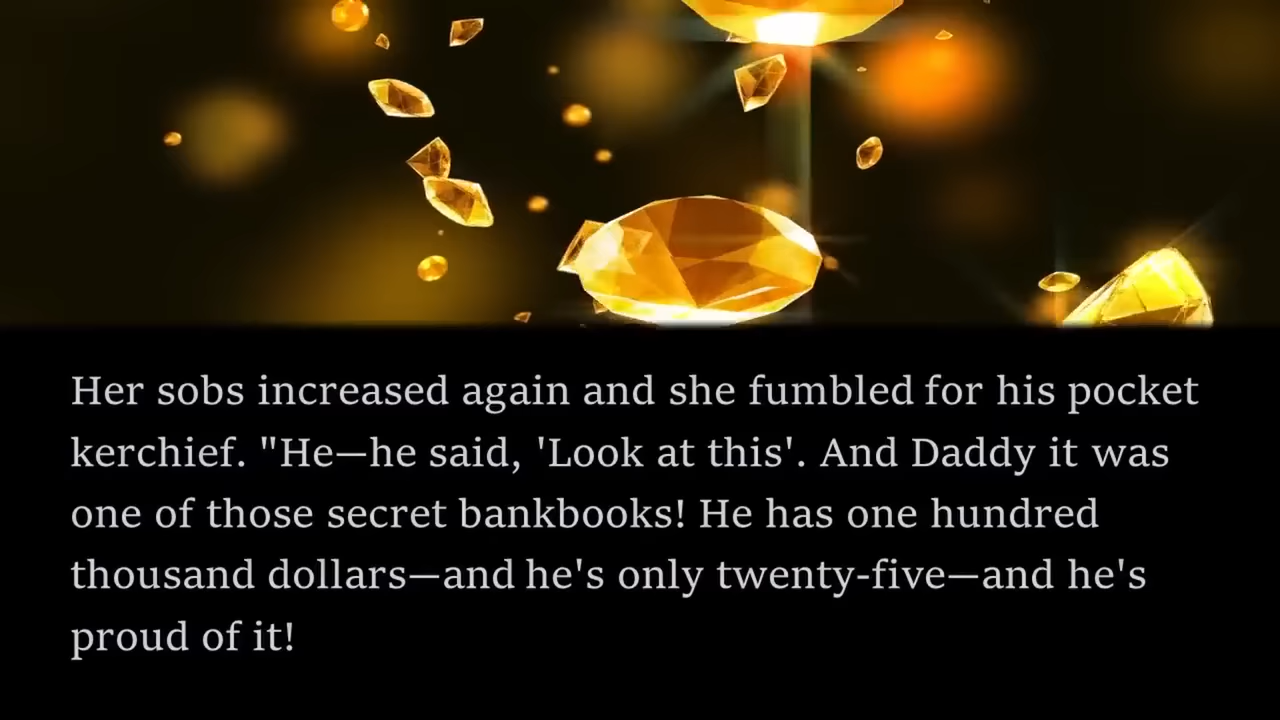 Her sobs increased again and she fumbled for his pocket
kerchief. "He—he said, 'Look at this'. And Daddy it was
one of those secret bankbooks! He has one hundred
thousand dollars—and he's only twenty-five—and he's
proud of it!